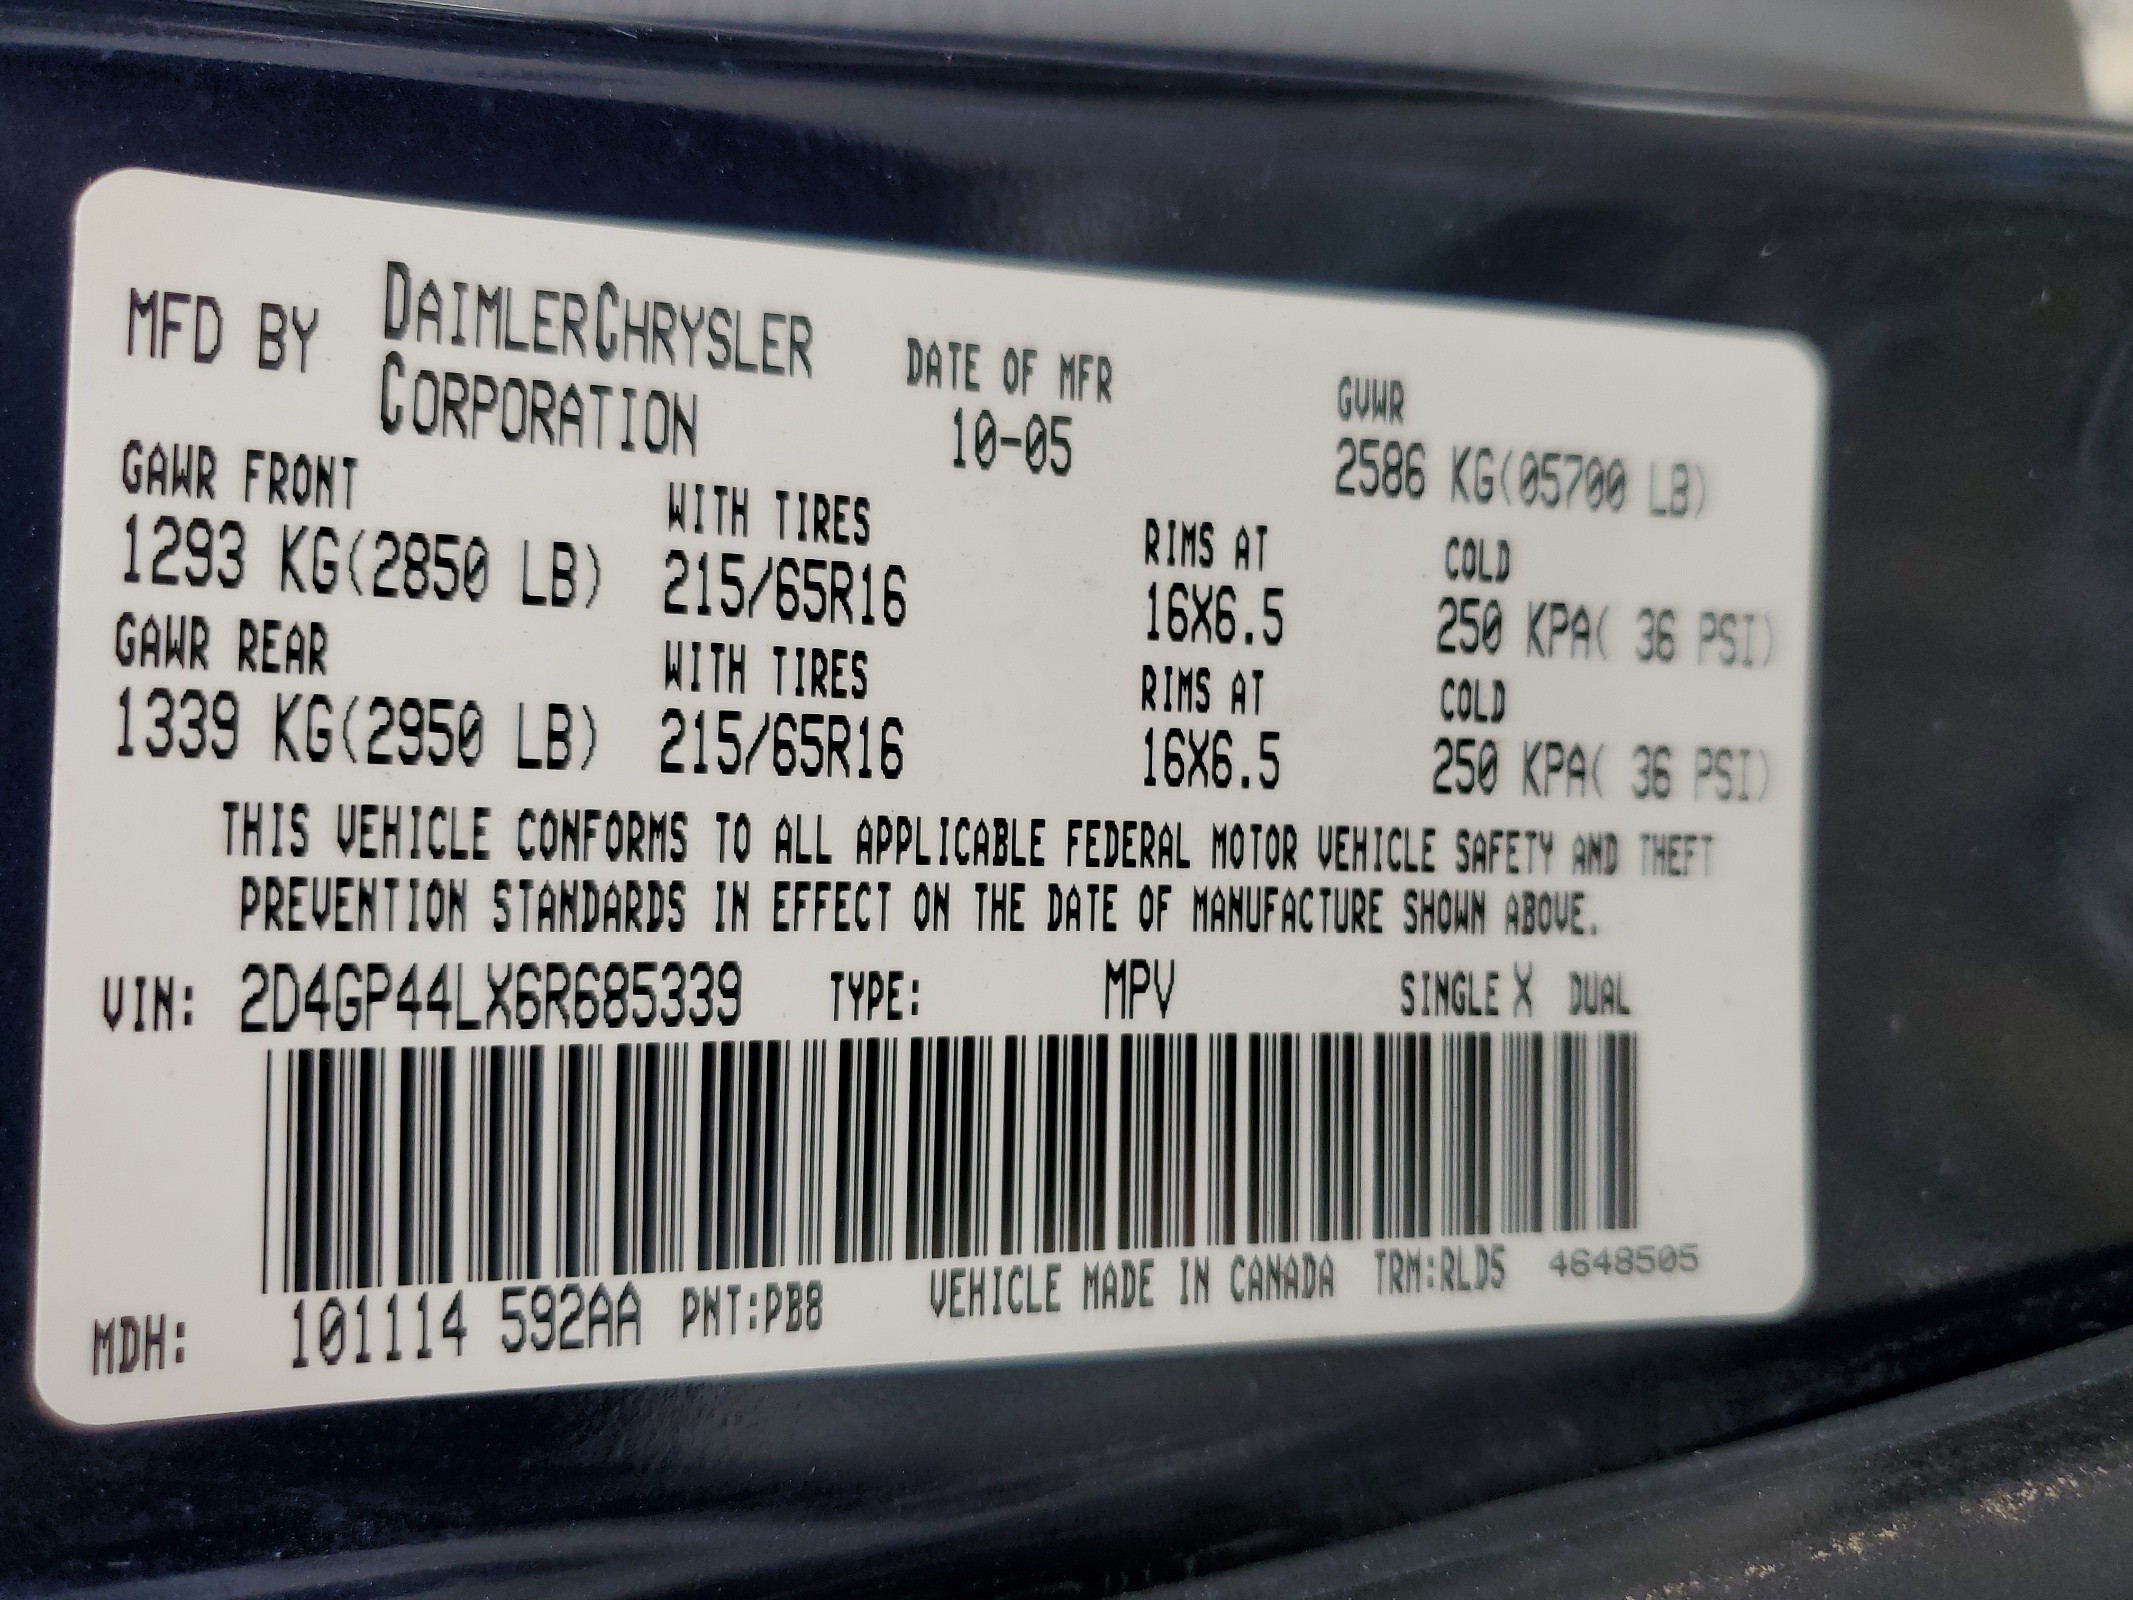 MFD BY DAIMLERCHRYSLER CORPORATION DATE OF MFR 10-05 GVWR 2586 KG(05700 LB)
GAWR FRONT WITH TIRES RIMS AT COLD
1293 KG(2850 LB) 215/65R16 16X6.5 250 KPA( 36 PSI)
GAWR REAR WITH TIRES RIMS AT COLD
1339 KG(2950 LB) 215/65R16 16X6.5 250 KPA( 36 PSI)
THIS VEHICLE CONFORMS TO ALL APPLICABLE FEDERAL MOTOR VEHICLE SAFETY AND THEFT
PREVENTION STANDARDS IN EFFECT ON THE DATE OF MANUFACTURE SHOWN ABOVE.
VIN: 2D4GP44LX6R685339 TYPE: MPV SINGLE X DUAL
MDH: 101114 592AA PNT:PB8 VEHICLE MADE IN CANADA TRM:RLD5 4648505